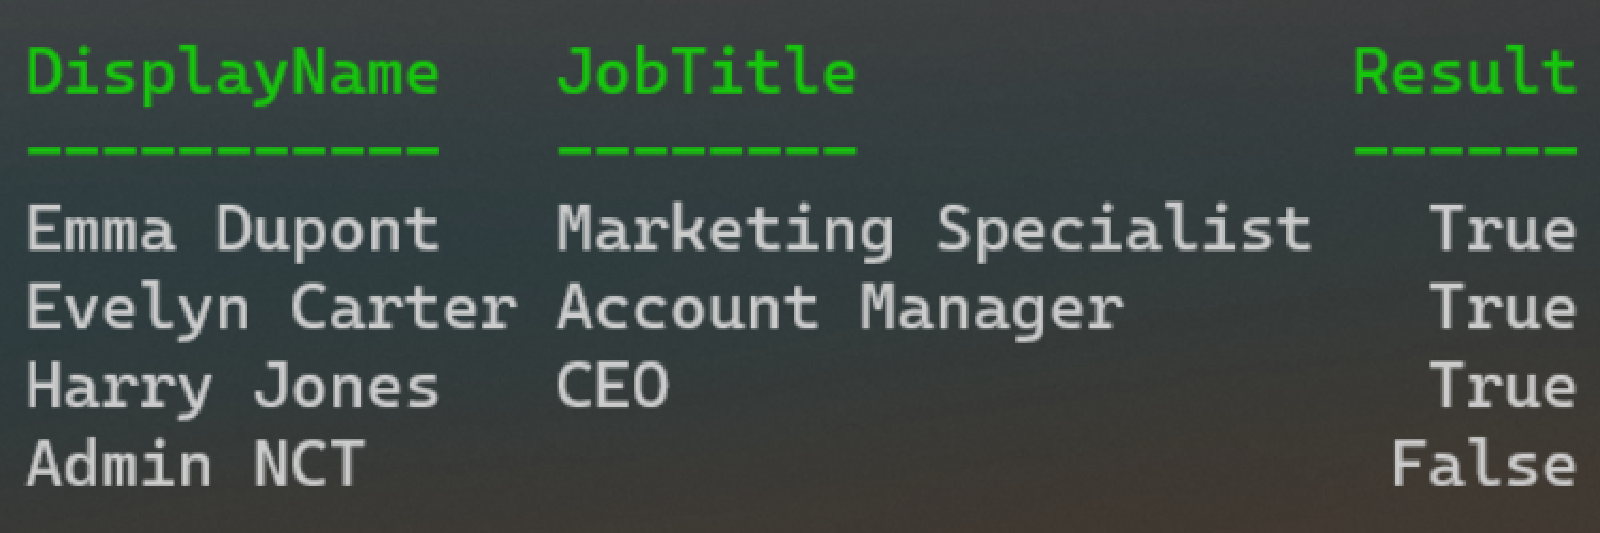 DisplayName   JobTitle             Result
-----------   --------             ------
Emma Dupont   Marketing Specialist   True
Evelyn Carter Account Manager        True
Harry Jones   CEO                    True
Admin NCT                           False